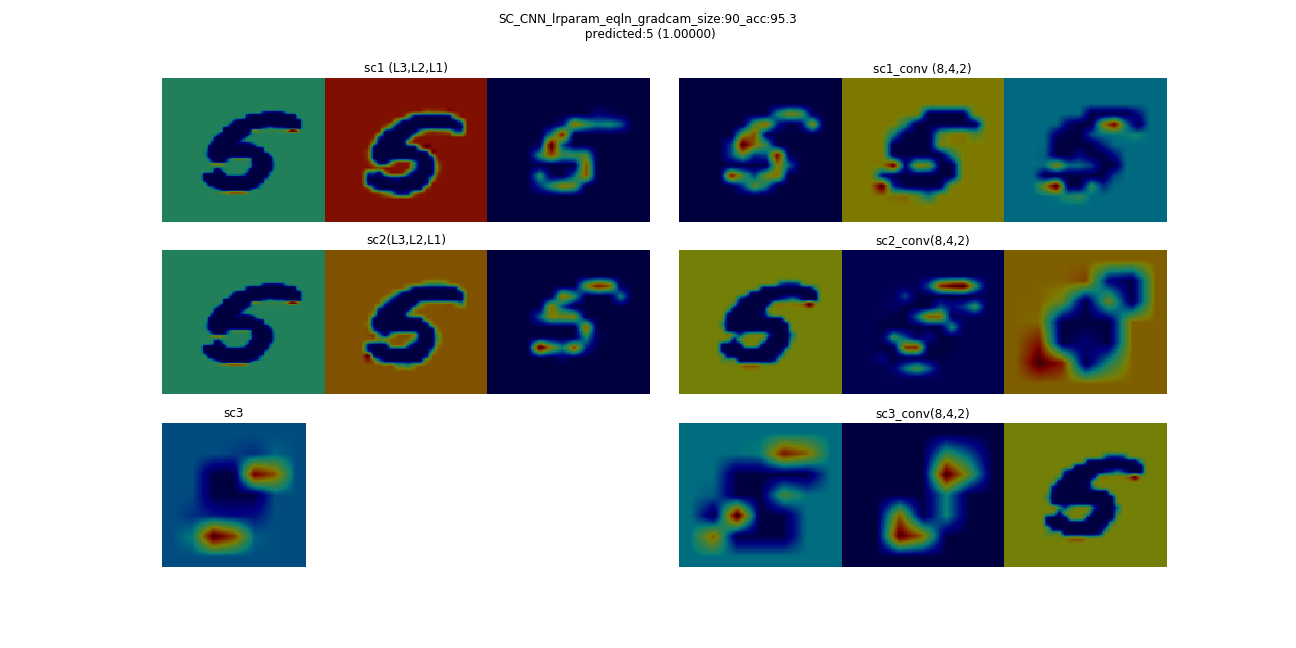 SC_CNN_lrparam_eqln_gradcam_size:90_acc:95.3
predicted:5 (1.00000)
sc1 (L3,L2,L1)
sc1_conv (8,4,2)
sc2(L3,L2,L1)
sc2_conv(8,4,2)
sc3
sc3_conv(8,4,2)